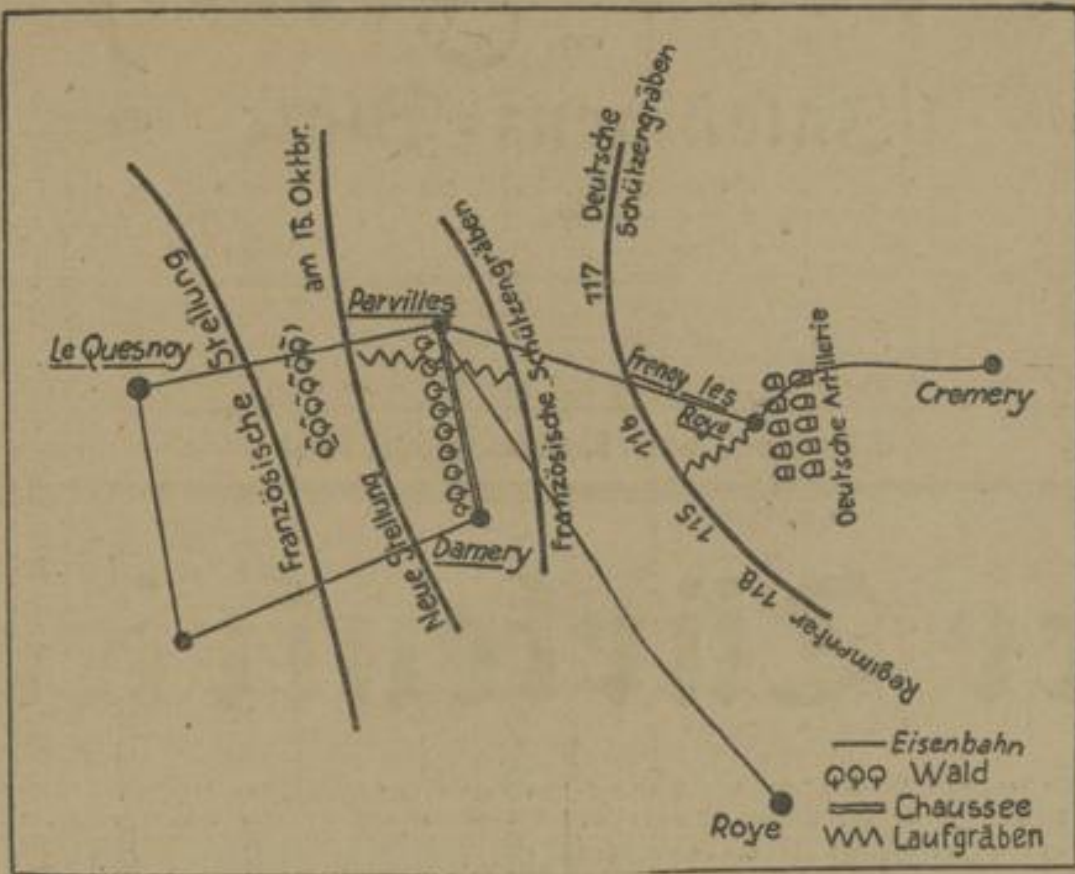 Französische Stellung
Neue Stellung am 15. Oktbr.
Le Quesnoy
Parvilles
Damery
Französische Schützengräben
Deutsche
Schützengräben
117
116
115
118 Regimenter
Frenoy les
Roye
Deutsche Artillerie
Cremery
Roye
Eisenbahn
Wald
Chaussee
Laufgräben